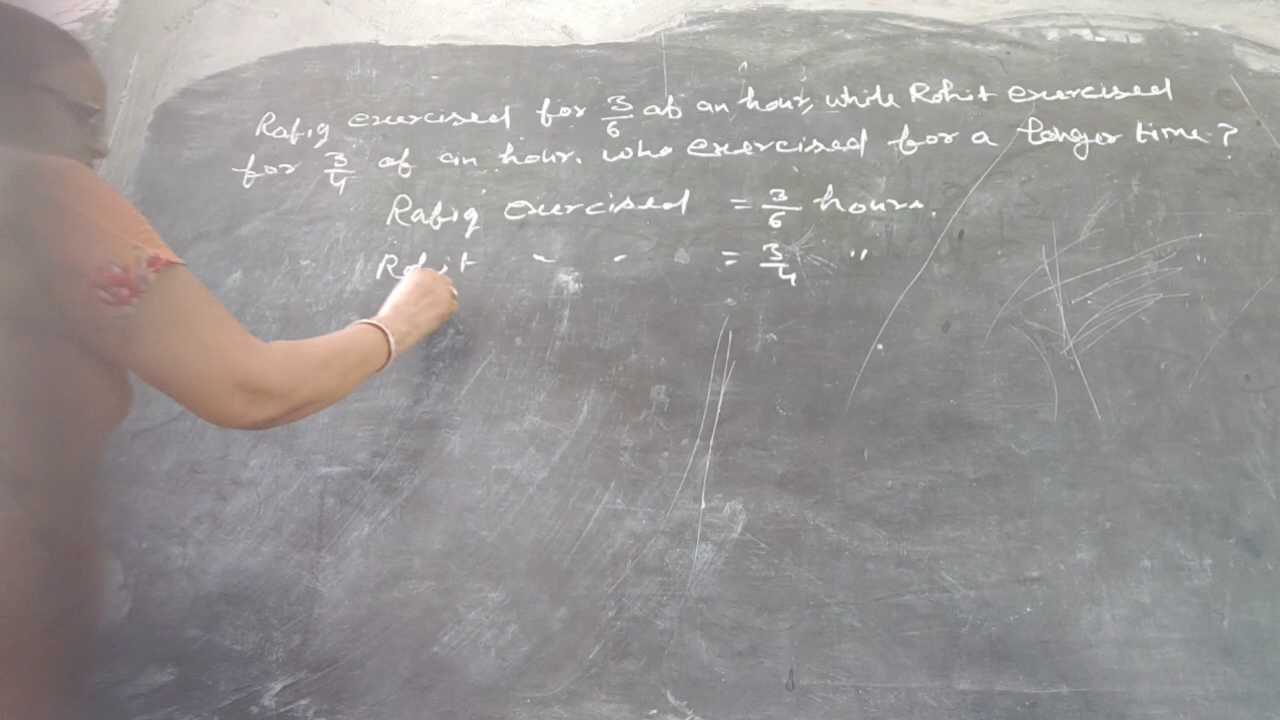 Rafiq exercised for 3/6 of an hour, while Rohit exercised
for 3/4 of an hour. who exercised for a longer time?
Rafiq exercised = 3/6 hours.
Rohit " " = 3/4 "